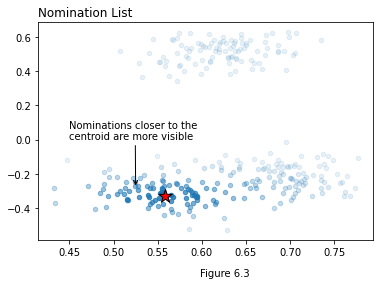 Nomination List
0.6
0.4
0.2
0.0
−0.2
−0.4
Nominations closer to the
centroid are more visible
0.45 0.50 0.55 0.60 0.65 0.70 0.75
Figure 6.3